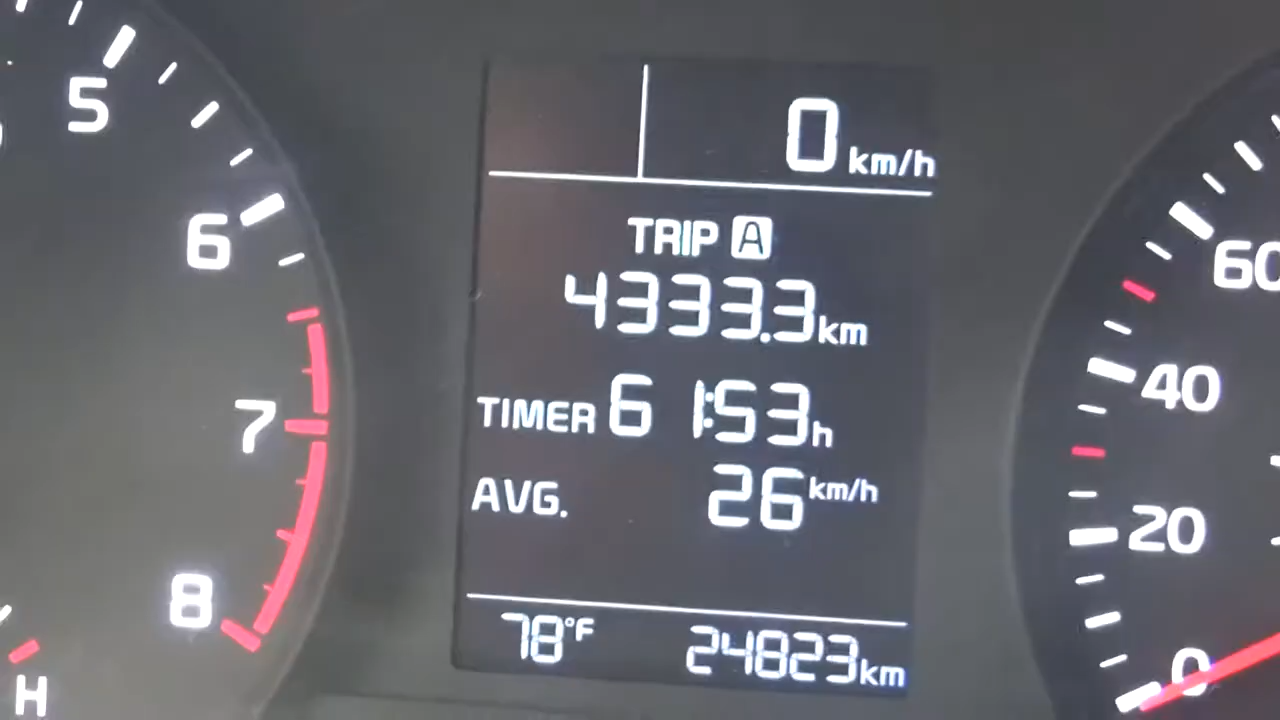 0 km/h
TRIP A
4333.3 km
TIMER 61:53 h
AVG. 26 km/h
78°F 24823 km
5
6
7
8
H
60
40
20
0